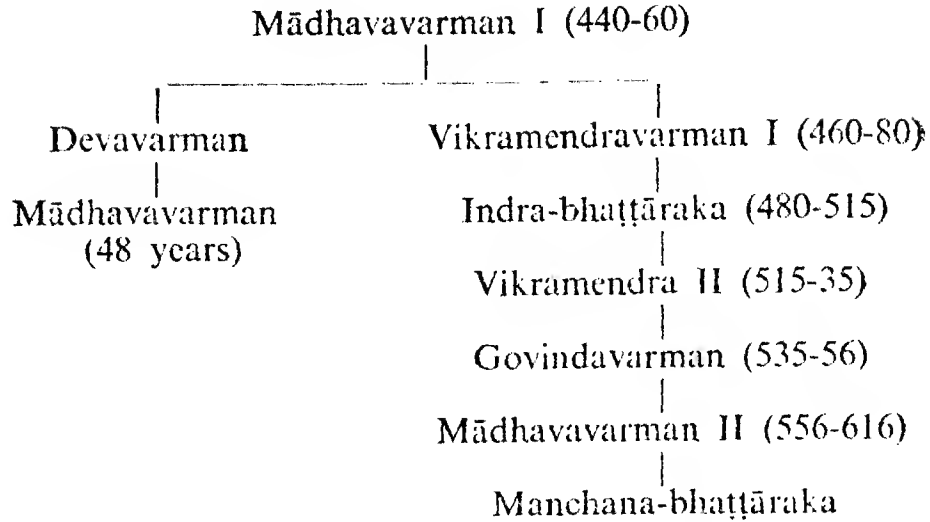 Mādhavavarman I (440-60)
Devavarman
Vikramendravarman I (460-80)
Mādhavavarman
(48 years)
Indra-bhaṭṭāraka (480-515)
Vikramendra II (515-35)
Govindavarman (535-56)
Mādhavavarman II (556-616)
Manchana-bhaṭṭāraka